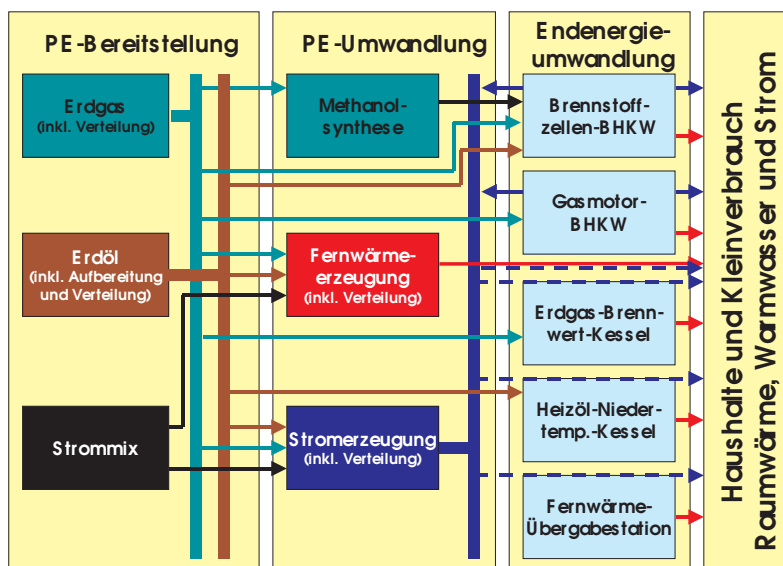 PE-Bereitstellung
Erdgas
(inkl. Verteilung)
Erdöl
(inkl. Aufbereitung
und Verteilung)
Strommix
PE-Umwandlung
Methanol-
synthese
Fernwärme-
erzeugung
(inkl. Verteilung)
Stromerzeugung
(inkl. Verteilung)
Endenergie-
umwandlung
Brennstoff-
zellen-BHKW
Gasmotor-
BHKW
Erdgas-Brenn-
wert-Kessel
Heizöl-Nieder-
temp.-Kessel
Fernwärme-
Übergabestation
Haushalte und Kleinverbrauch
Raumwärme, Warmwasser und Strom